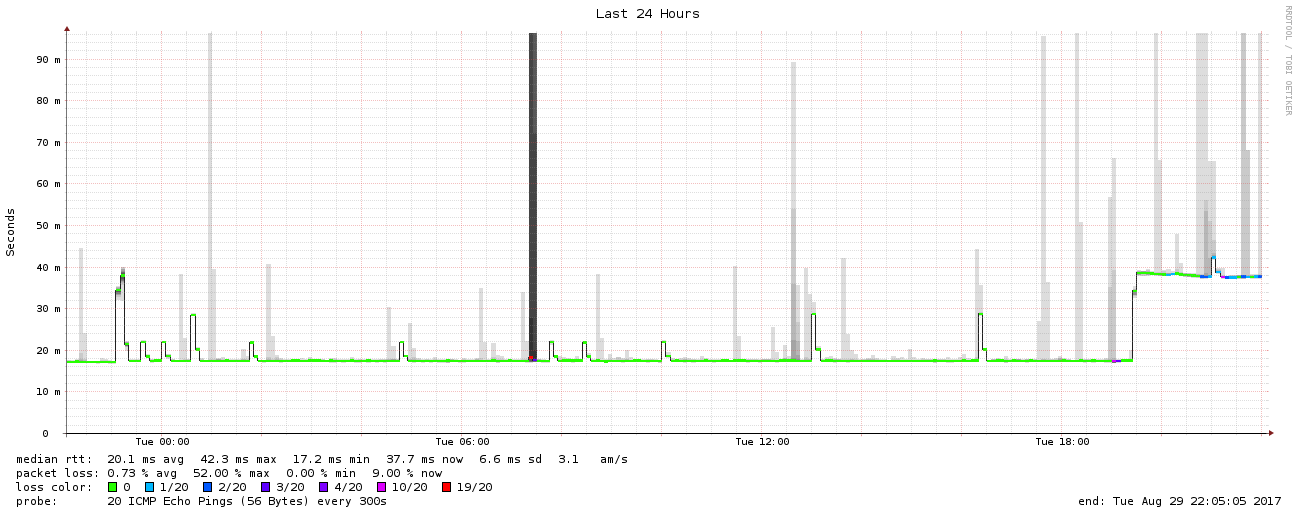 Last 24 Hours
RRDTOOL / TOBI OETIKER
Seconds
90 m
80 m
70 m
60 m
50 m
40 m
30 m
20 m
10 m
0
Tue 00:00 Tue 06:00 Tue 12:00 Tue 18:00
median rtt: 20.1 ms avg 42.3 ms max 17.2 ms min 37.7 ms now 6.6 ms sd 3.1 am/s
packet loss: 0.73 % avg 52.00 % max 0.00 % min 9.00 % now
loss color: 0 1/20 2/20 3/20 4/20 10/20 19/20
probe: 20 ICMP Echo Pings (56 Bytes) every 300s end: Tue Aug 29 22:05:05 2017